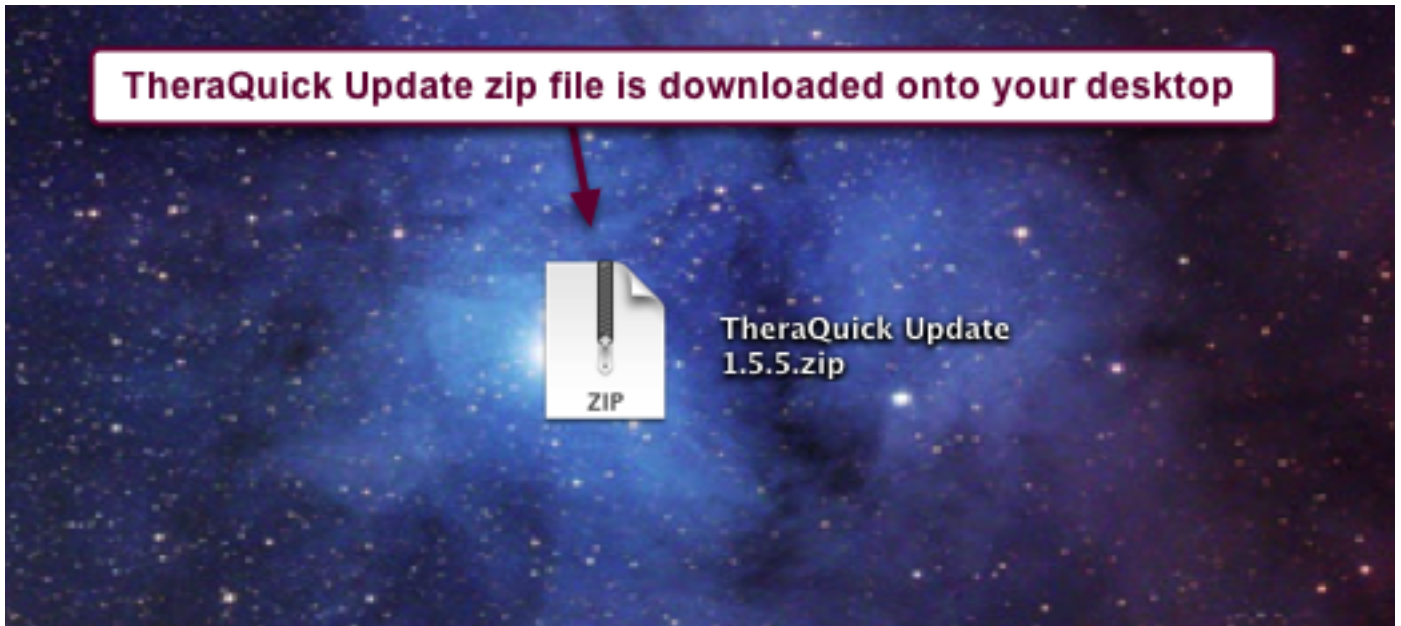 TheraQuick Update zip file is downloaded onto your desktop
TheraQuick Update
1.5.5.zip
ZIP